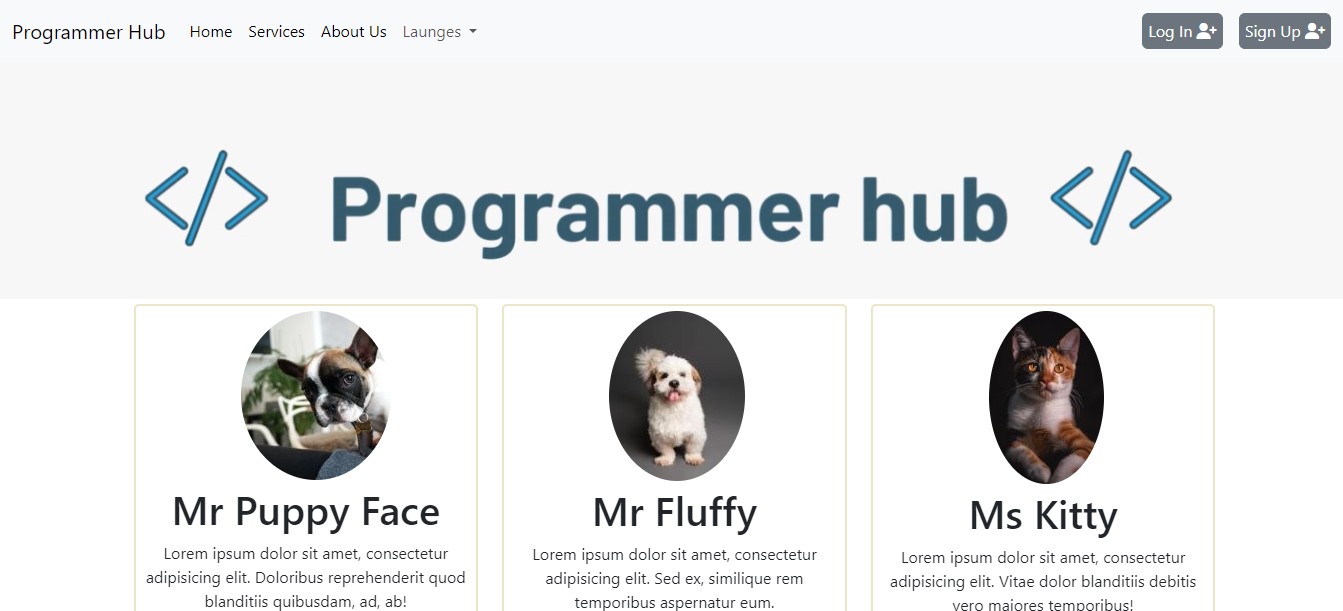 Programmer Hub Home Services About Us Launges Log In Sign Up
</> Programmer hub </>
Mr Puppy Face
Lorem ipsum dolor sit amet, consectetur
adipisicing elit. Doloribus reprehenderit quod
blanditiis quibusdam, ad, ab!
Mr Fluffy
Lorem ipsum dolor sit amet, consectetur
adipisicing elit. Sed ex, similique rem
temporibus aspernatur eum.
Ms Kitty
Lorem ipsum dolor sit amet, consectetur
adipisicing elit. Vitae dolor blanditiis debitis
vero maiores temporibus!